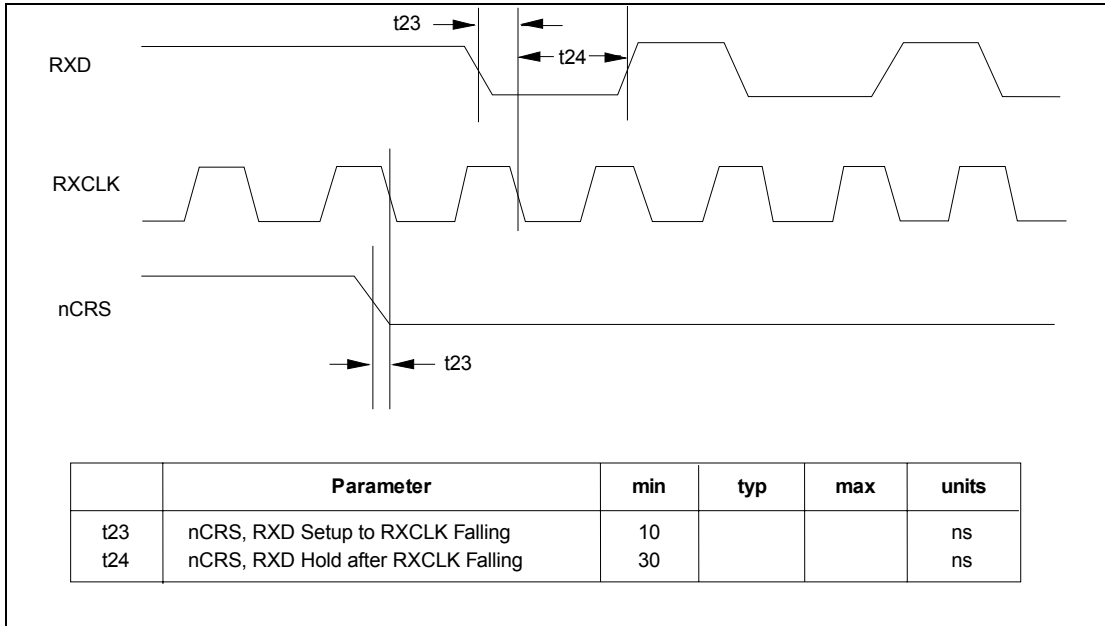 t23
t24
RXD
RXCLK
nCRS
t23
Parameter min typ max units
t23 nCRS, RXD Setup to RXCLK Falling 10 ns
t24 nCRS, RXD Hold after RXCLK Falling 30 ns